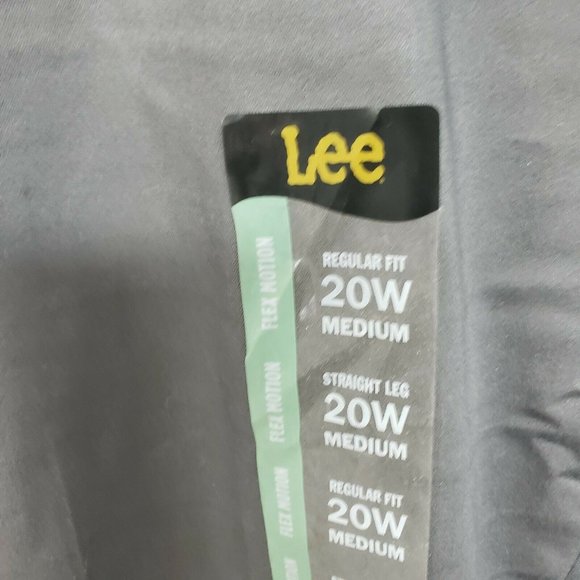 Lee
FLEX MOTION
REGULAR FIT
20W
MEDIUM
FLEX MOTION
STRAIGHT LEG
20W
MEDIUM
FLEX MOTION
REGULAR FIT
20W
MEDIUM